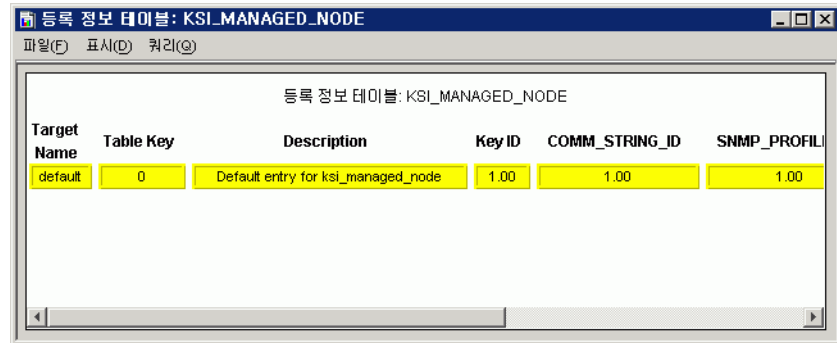 등록 정보 테이블: KSI_MANAGED_NODE
파일(F) 표시(D) 쿼리(Q)
등록 정보 테이블: KSI_MANAGED_NODE
Target Name Table Key Description Key ID COMM_STRING_ID SNMP_PROFIL
default 0 Default entry for ksi_managed_node 1.00 1.00 1.00